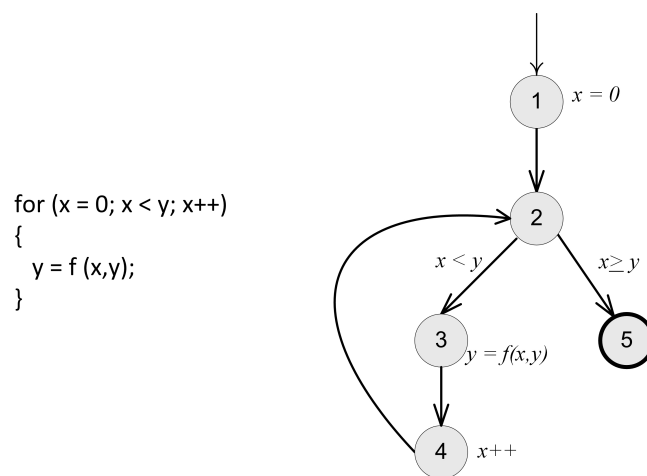 for (x = 0; x < y; x++)
{
y = f (x,y);
}
1
x = 0
2
x < y
x≥ y
3
y = f(x,y)
5
4
x++